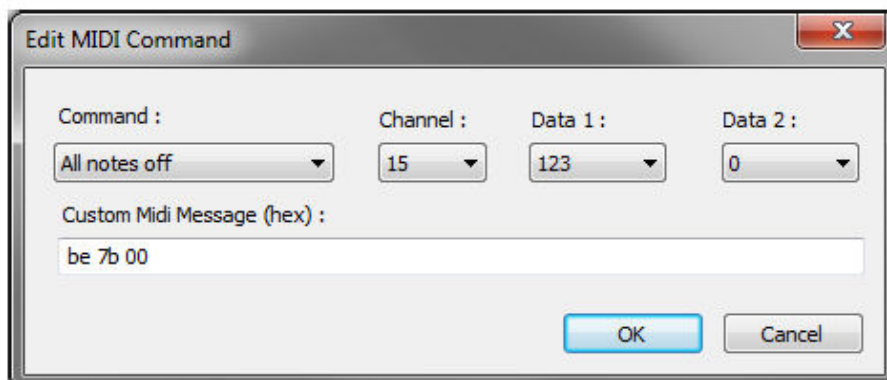 Edit MIDI Command
Command : Channel : Data 1 : Data 2 :
All notes off 15 123 0
Custom Midi Message (hex) :
be 7b 00
OK Cancel